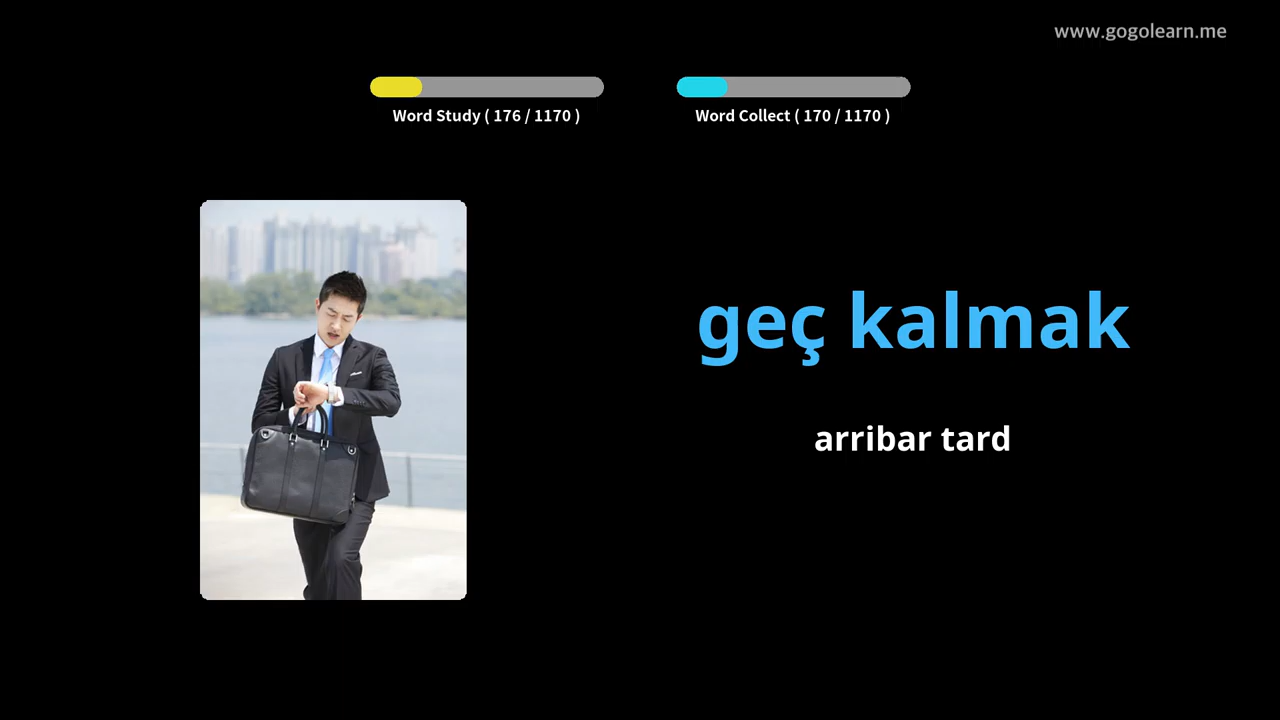 www.gogolearn.me
Word Study ( 176 / 1170 )
Word Collect ( 170 / 1170 )
geç kalmak
arribar tard